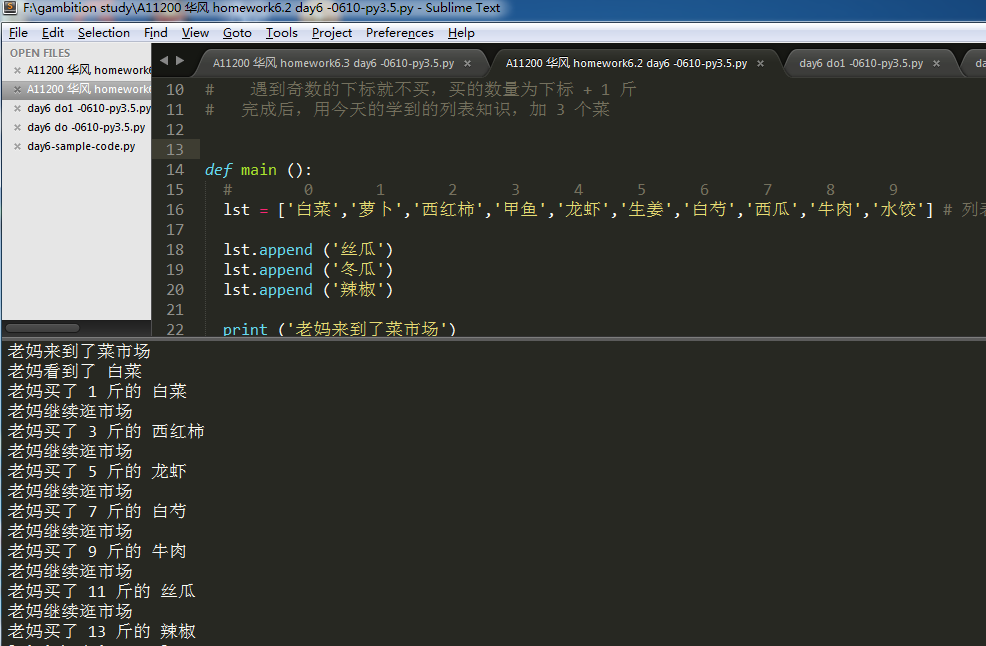 F:\gambition study\A11200 华风 homework6.2 day6 -0610-py3.5.py - Sublime Text
File Edit Selection Find View Goto Tools Project Preferences Help
OPEN FILES
A11200 华风 homework6
A11200 华风 homework6
day6 do1 -0610-py3.5.py
day6 do -0610-py3.5.py
day6-sample-code.py
A11200 华风 homework6.3 day6 -0610-py3.5.py
A11200 华风 homework6.2 day6 -0610-py3.5.py
day6 do1 -0610-py3.5.py
10 # 遇到奇数的下标就不买，买的数量为下标 + 1 斤
11 # 完成后，用今天的学到的列表知识，加 3 个菜
12
13
14 def main ():
15 # 0 1 2 3 4 5 6 7 8 9
16 lst = ['白菜','萝卜','西红柿','甲鱼','龙虾','生姜','白芍','西瓜','牛肉','水饺'] # 列
17
18 lst.append ('丝瓜')
19 lst.append ('冬瓜')
20 lst.append ('辣椒')
21
22 print ('老妈来到了菜市场')
老妈来到了菜市场
老妈看到了 白菜
老妈买了 1 斤的 白菜
老妈继续逛市场
老妈买了 3 斤的 西红柿
老妈继续逛市场
老妈买了 5 斤的 龙虾
老妈继续逛市场
老妈买了 7 斤的 白芍
老妈继续逛市场
老妈买了 9 斤的 牛肉
老妈继续逛市场
老妈买了 11 斤的 丝瓜
老妈继续逛市场
老妈买了 13 斤的 辣椒